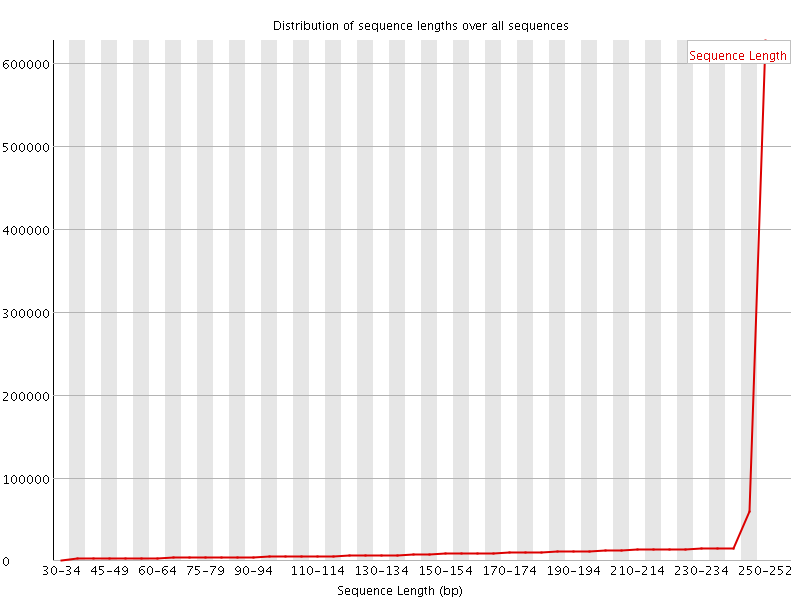 Distribution of sequence lengths over all sequences
Sequence Length
600000
500000
400000
300000
200000
100000
0
30-34 45-49 60-64 75-79 90-94 110-114 130-134 150-154 170-174 190-194 210-214 230-234 250-252
Sequence Length (bp)